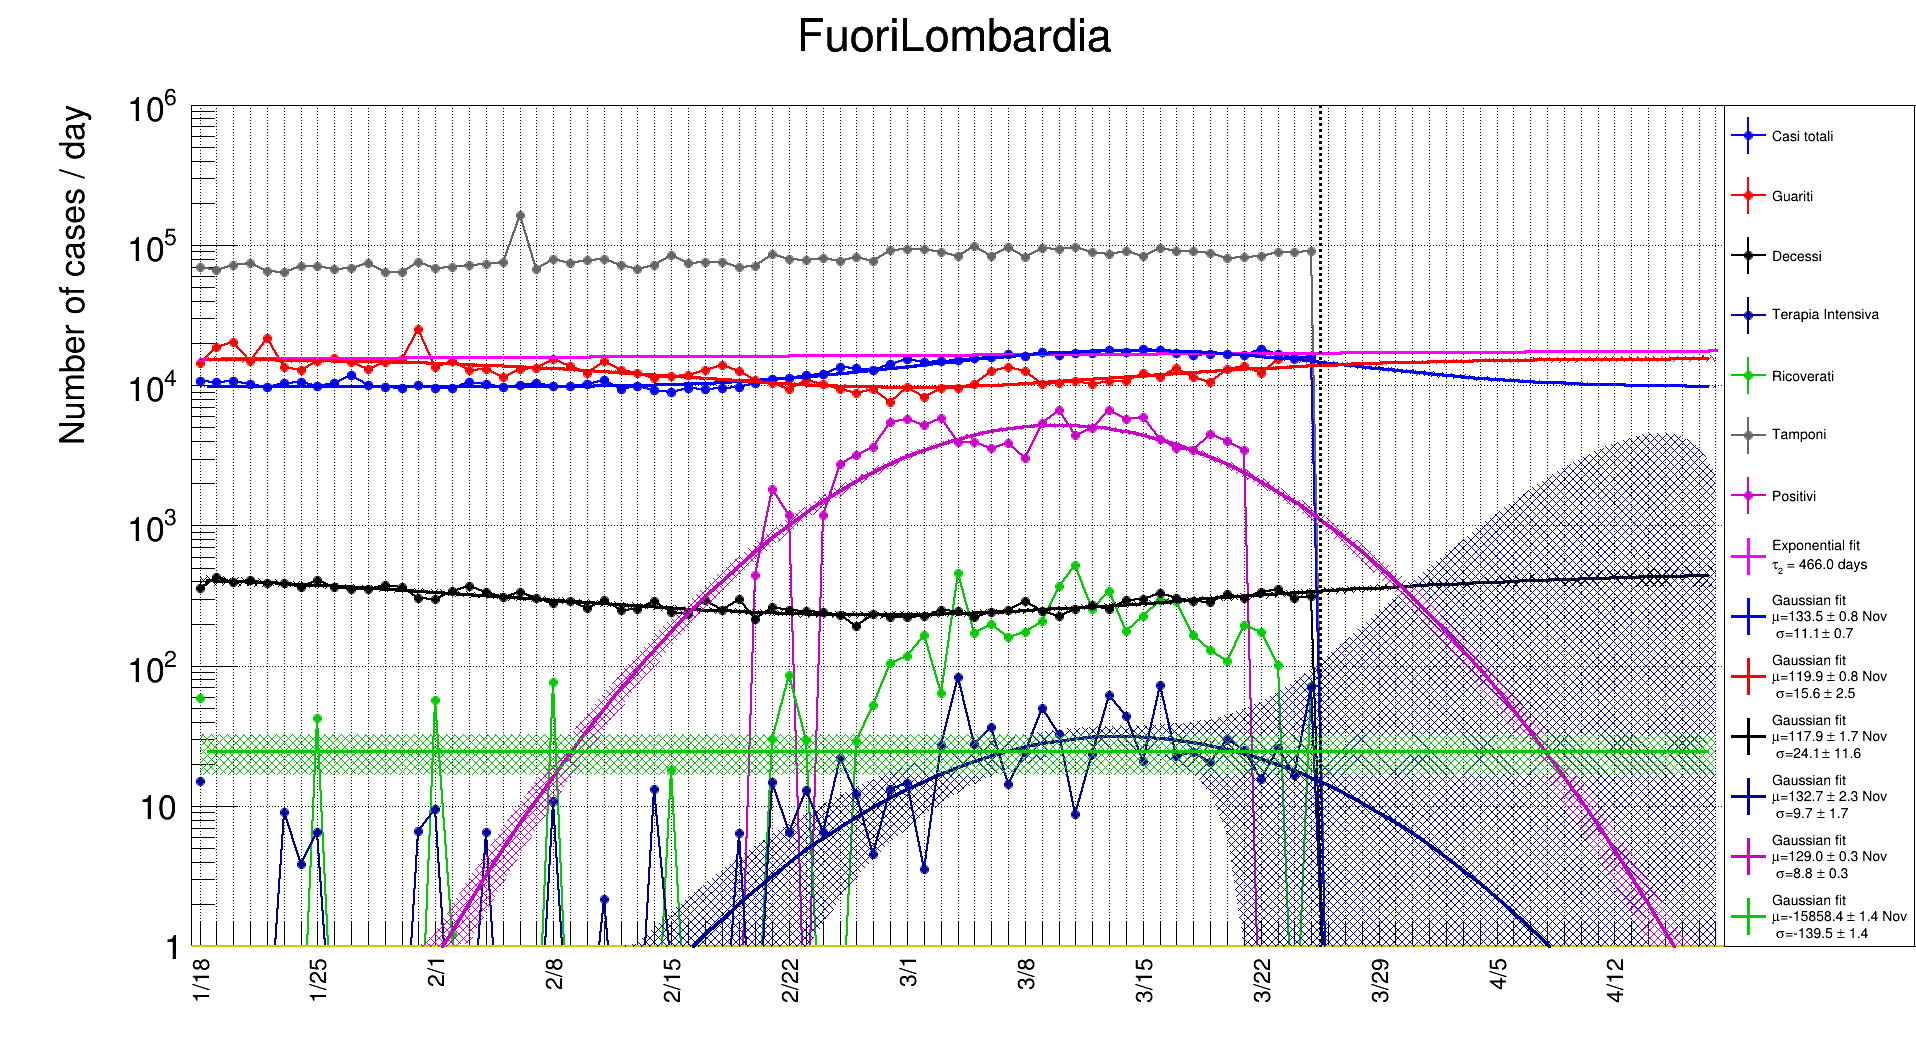 FuoriLombardia
Number of cases / day
10^6
10^5
10^4
10^3
10^2
10
1
1/18
1/25
2/1
2/8
2/15
2/22
3/1
3/8
3/15
3/22
3/29
4/5
4/12
Casi totali
Guariti
Decessi
Terapia Intensiva
Ricoverati
Tamponi
Positivi
Exponential fit
τ₂ = 466.0 days
Gaussian fit
μ=133.5 ± 0.8 Nov
σ=11.1 ± 0.7
Gaussian fit
μ=119.9 ± 0.8 Nov
σ=15.6 ± 2.5
Gaussian fit
μ=117.9 ± 1.7 Nov
σ=24.1 ± 11.6
Gaussian fit
μ=132.7 ± 2.3 Nov
σ=9.7 ± 1.7
Gaussian fit
μ=129.0 ± 0.3 Nov
σ=8.8 ± 0.3
Gaussian fit
μ=-15858.4 ± 1.4 Nov
σ=-139.5 ± 1.4